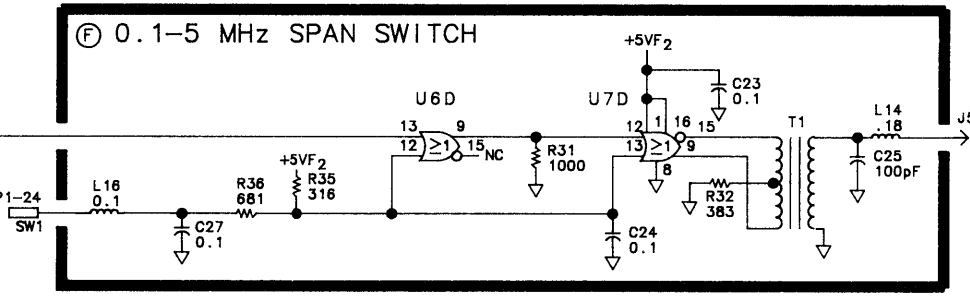 Ⓕ 0.1-5 MHz SPAN SWITCH
+5VF2
C23
0.1
U6D
U7D
13
9
12
15
NC
R31
1000
12
1
16
15
13
9
8
≥1
≥1
T1
L14
.18
J5
C25
100pF
+5VF2
R35
316
R32
383
P1-24
SW1
L16
0.1
R36
681
C27
0.1
C24
0.1